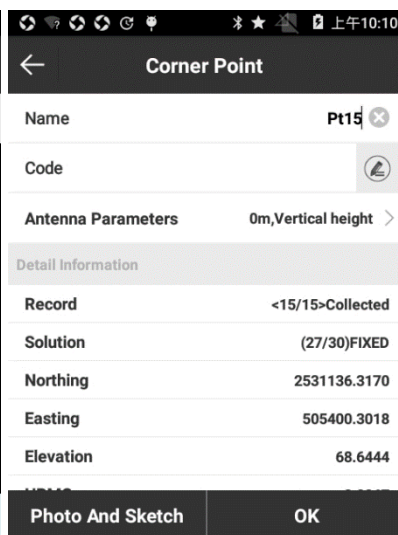 上午10:10
Corner Point
Name Pt15
Code
Antenna Parameters 0m,Vertical height >
Detail Information
Record <15/15>Collected
Solution (27/30)FIXED
Northing 2531136.3170
Easting 505400.3018
Elevation 68.6444
Photo And Sketch OK